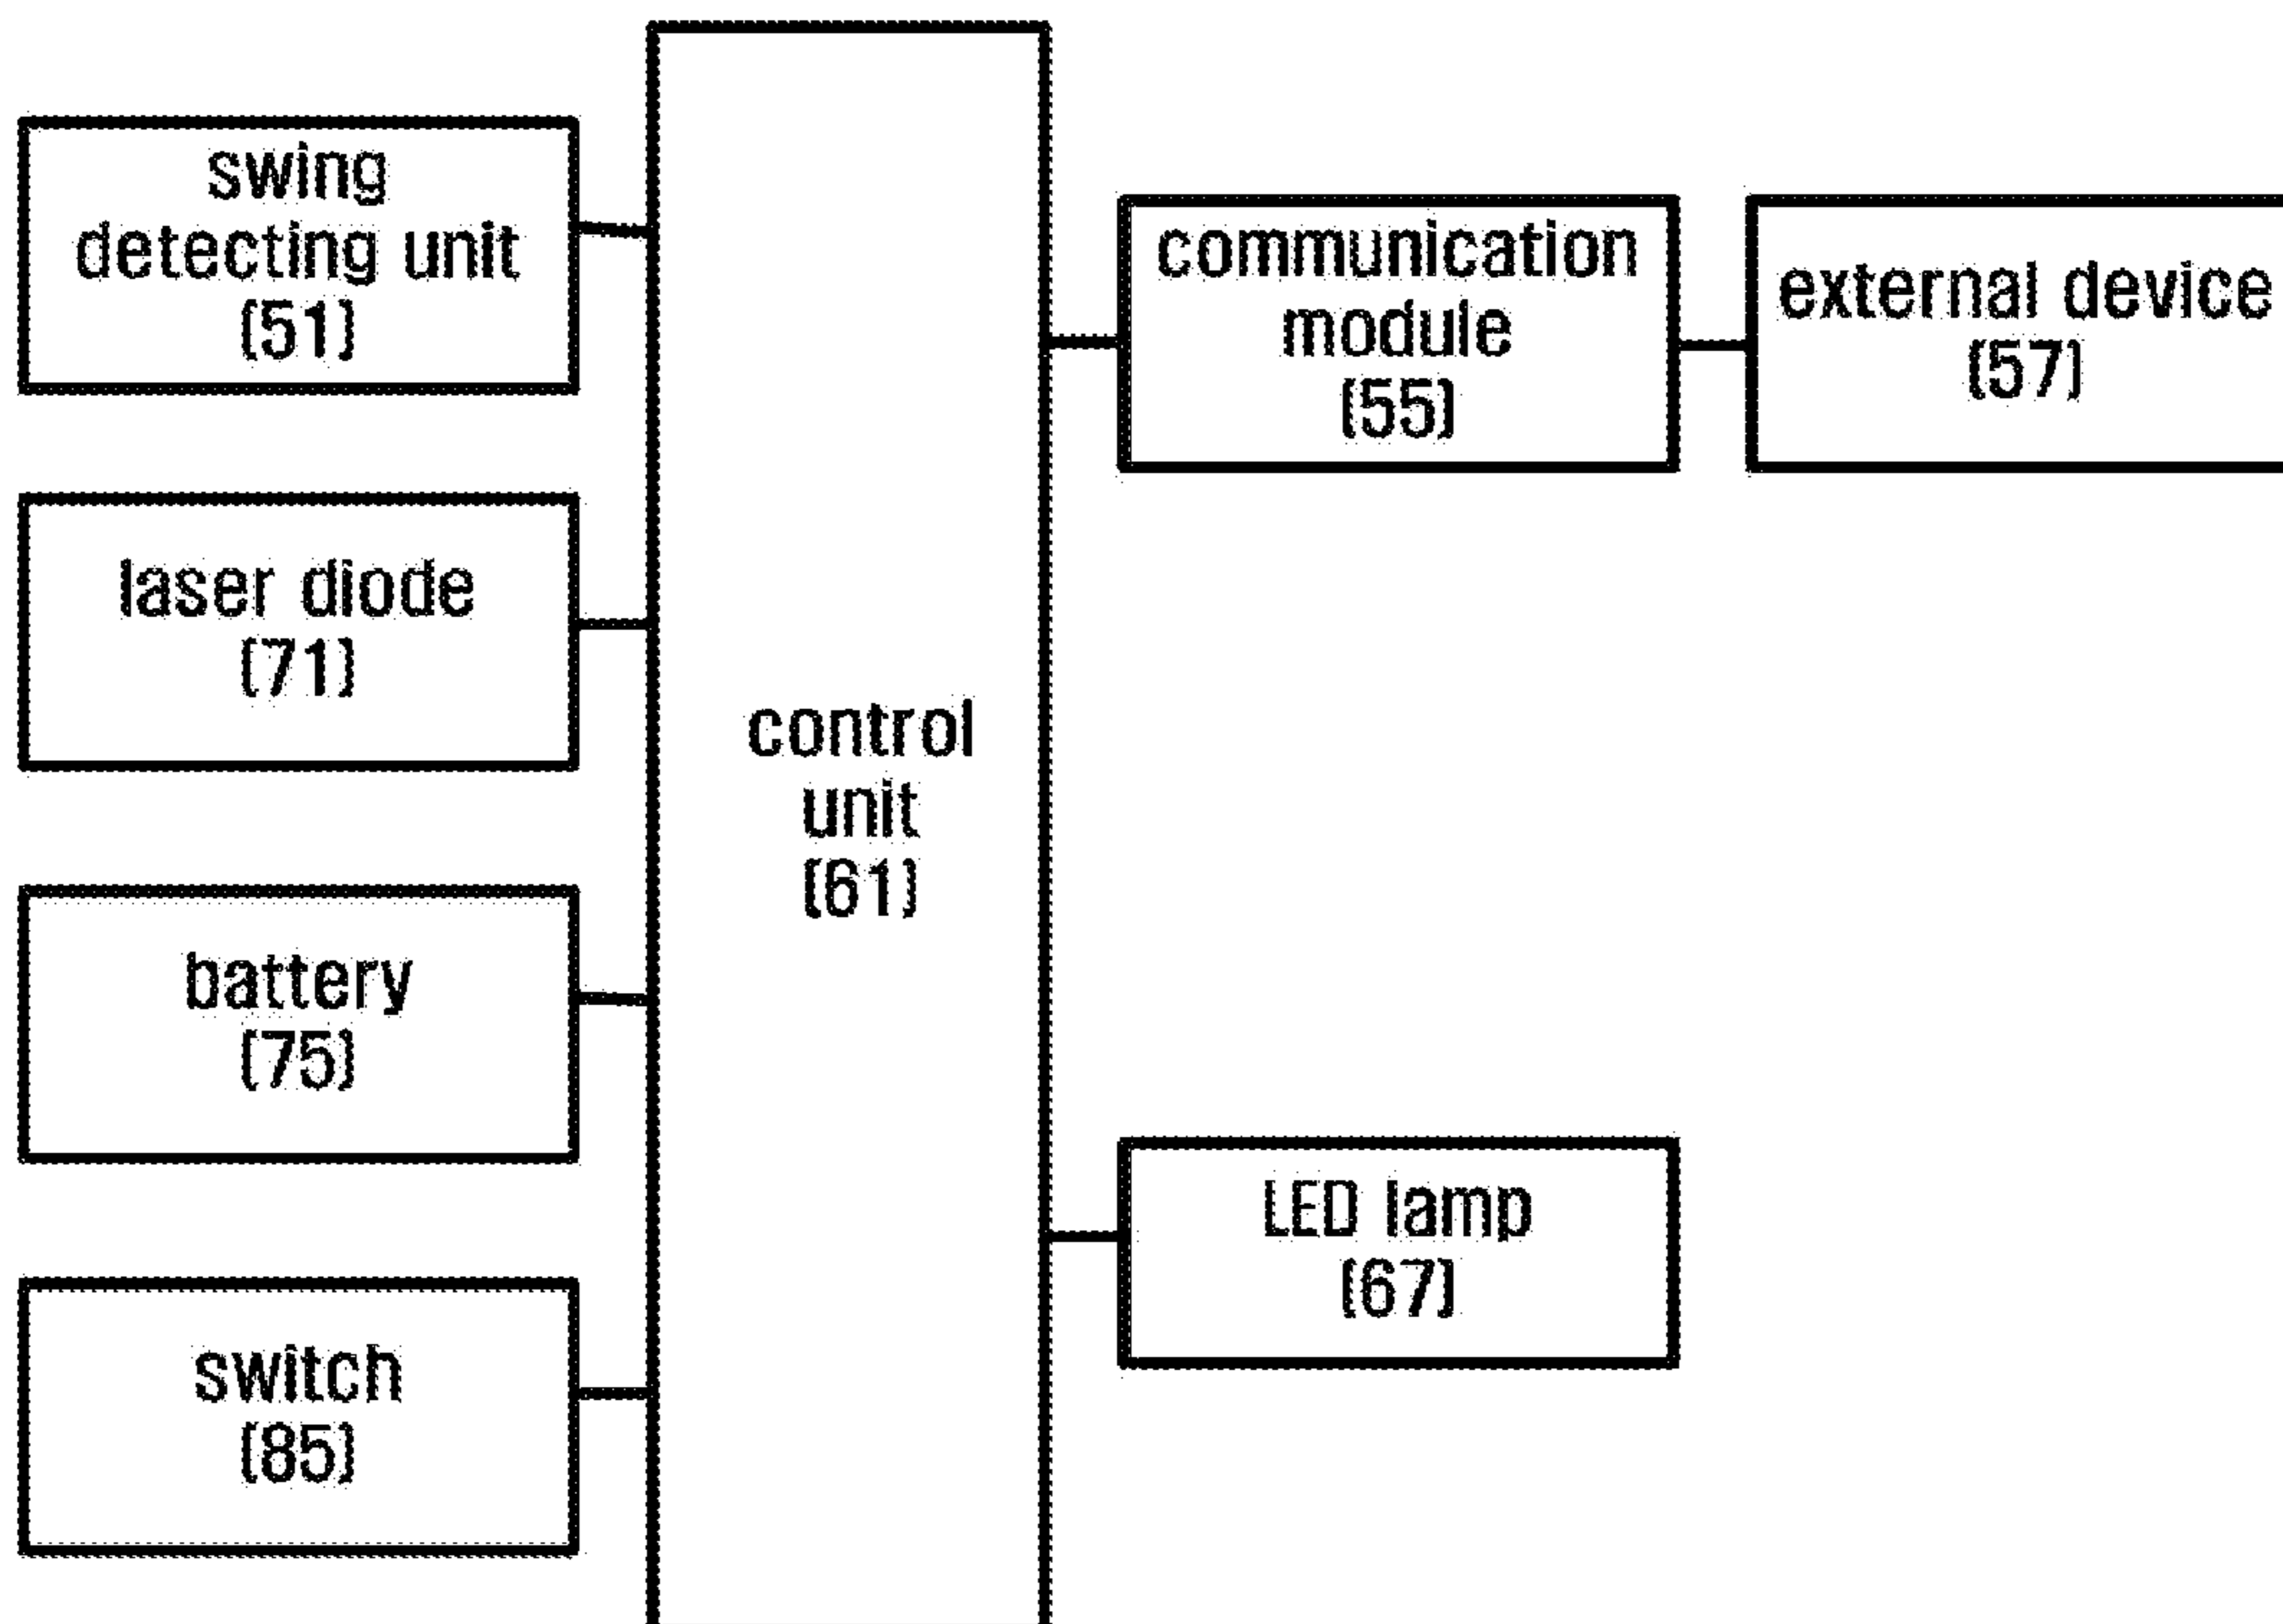 swing
detecting unit
(51)
laser diode
(71)
battery
(75)
switch
(85)
control
unit
(61)
communication
module
(55)
external device
(57)
LED lamp
(67)